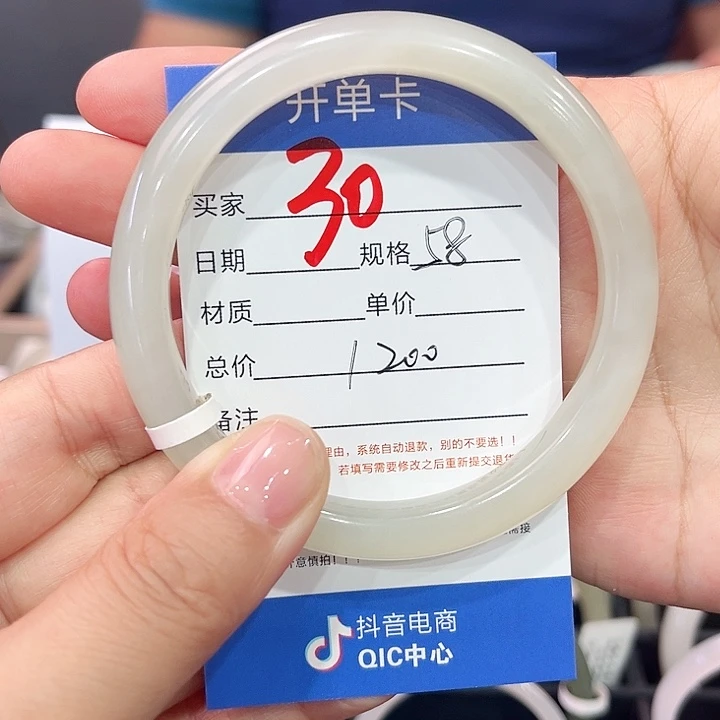 开单卡
30
买家
日期 规格 58
材质 单价
总价 1200
备注
理由，系统自动退款，别的不要选！！
若填写需要修改之后重新提交退货
需接
意慎拍！！
抖音电商
QIC中心